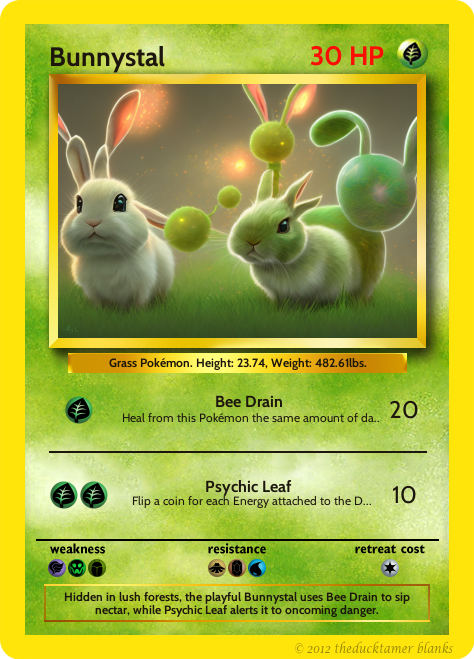 Bunnystal 30 HP
Grass Pokémon. Height: 23.74, Weight: 482.61lbs.
Bee Drain
Heal from this Pokémon the same amount of da.. 20
Psychic Leaf
Flip a coin for each Energy attached to the D... 10
weakness resistance retreat cost
Hidden in lush forests, the playful Bunnystal uses Bee Drain to sip
nectar, while Psychic Leaf alerts it to oncoming danger.
© 2012 theducktamer blanks